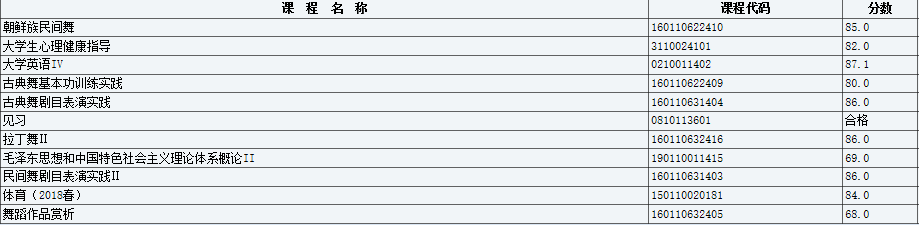 课 程 名 称 课程代码 分数
朝鲜族民间舞 160110622410 85.0
大学生心理健康指导 3110024101 82.0
大学英语IV 0210011402 87.1
古典舞基本功训练实践 160110622409 80.0
古典舞剧目表演实践 160110631404 86.0
见习 0810113601 合格
拉丁舞II 160110632416 86.0
毛泽东思想和中国特色社会主义理论体系概论II 190110011415 69.0
民间舞剧目表演实践II 160110631403 86.0
体育（2018春） 150110020181 84.0
舞蹈作品赏析 160110632405 68.0